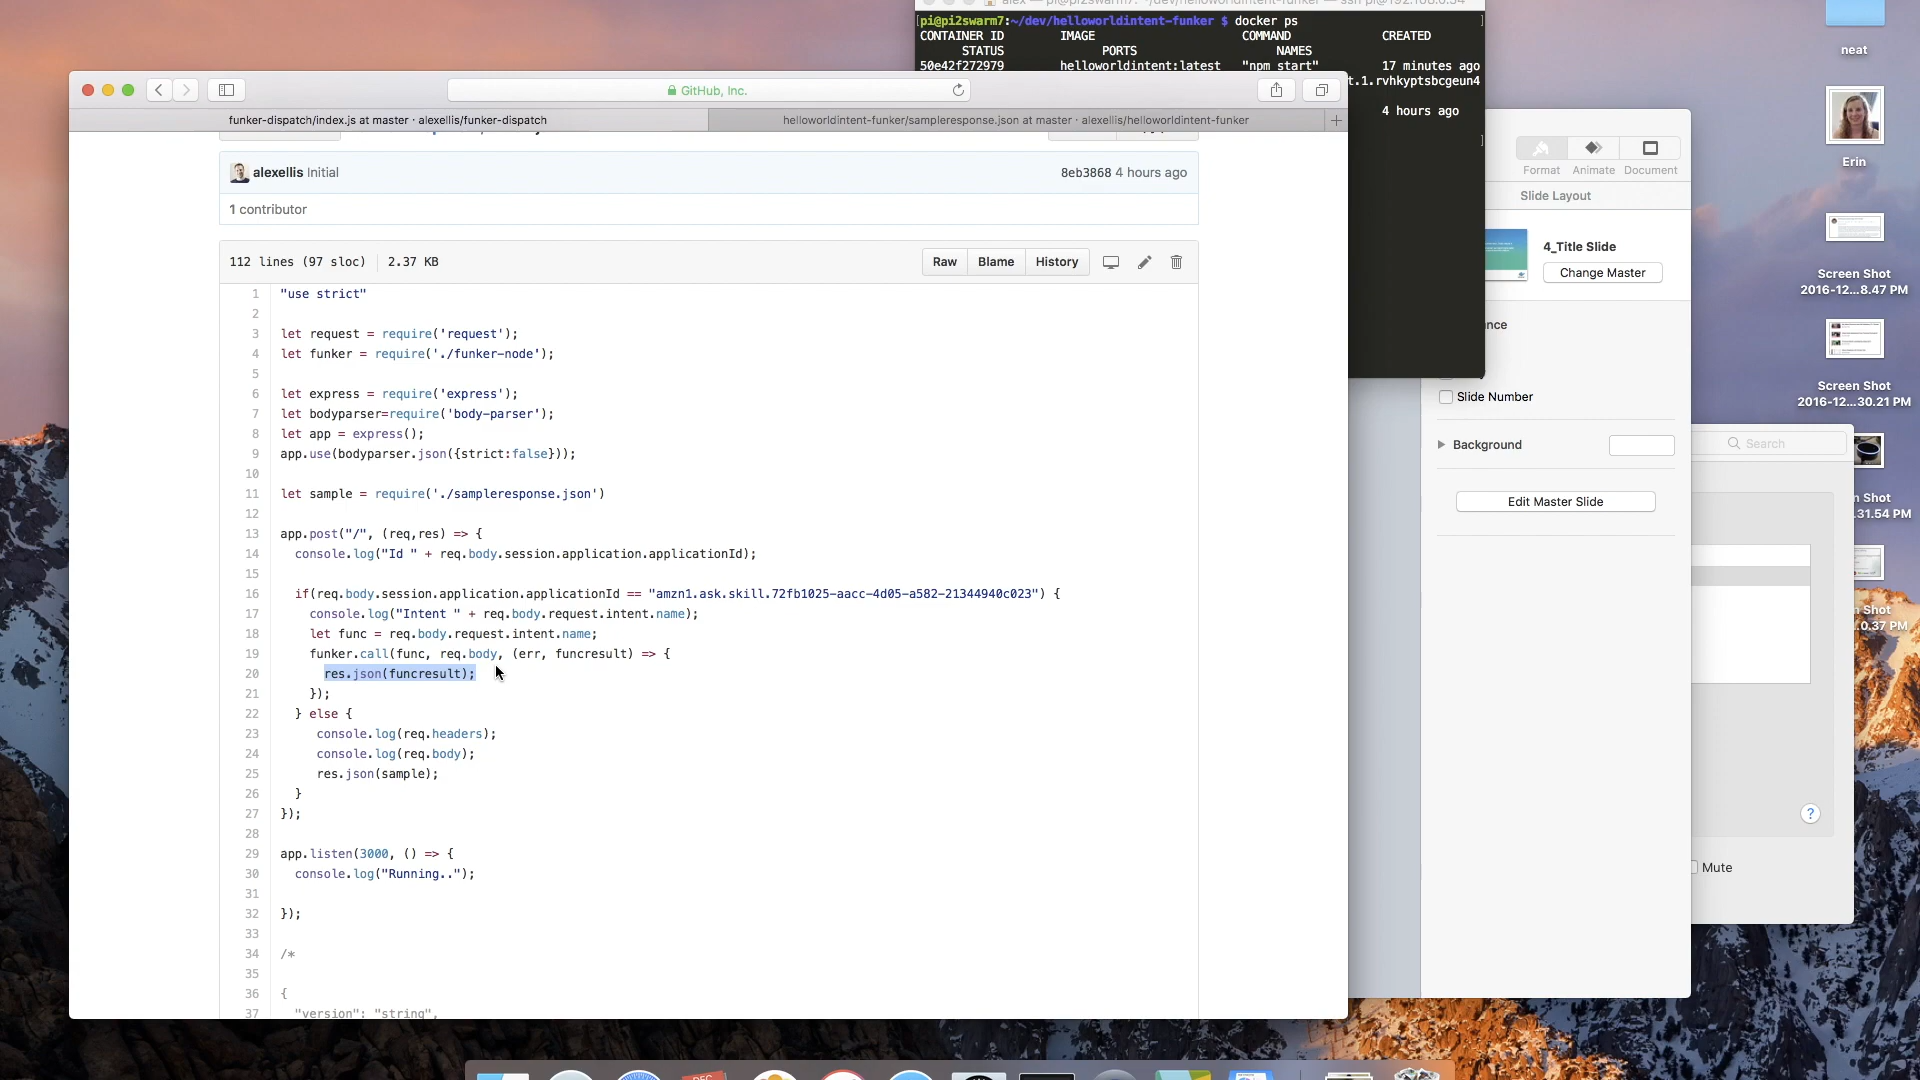 pi@pi2swarm7:~/dev/helloworldintent-funker $ docker ps
CONTAINER ID IMAGE COMMAND CREATED
STATUS PORTS NAMES
50e42f272979 helloworldintent:latest "npm start" 17 minutes ago
t.1.rvhkyptsbcgeun4
4 hours ago
GitHub, Inc.
funker-dispatch/index.js at master · alexellis/funker-dispatch
helloworldintent-funker/sampleresponse.json at master · alexellis/helloworldintent-funker
alexellis Initial
8eb3868 4 hours ago
1 contributor
112 lines (97 sloc) 2.37 KB
Raw Blame History
1 "use strict"
2
3 let request = require('request');
4 let funker = require('./funker-node');
5
6 let express = require('express');
7 let bodyparser=require('body-parser');
8 let app = express();
9 app.use(bodyparser.json({strict:false}));
10
11 let sample = require('./sampleresponse.json')
12
13 app.post("/", (req,res) => {
14 console.log("Id " + req.body.session.application.applicationId);
15
16 if(req.body.session.application.applicationId == "amzn1.ask.skill.72fb1025-aacc-4d05-a582-21344940c023") {
17 console.log("Intent " + req.body.request.intent.name);
18 let func = req.body.request.intent.name;
19 funker.call(func, req.body, (err, funcresult) => {
20 res.json(funcresult);
21 });
22 } else {
23 console.log(req.headers);
24 console.log(req.body);
25 res.json(sample);
26 }
27 });
28
29 app.listen(3000, () => {
30 console.log("Running..");
31
32 });
33
34 /*
35
36 {
37 "version": "string",
Format Animate Document
Slide Layout
4_Title Slide
Change Master
Slide Number
Background
Edit Master Slide
Search
?
Mute
neat
Erin
Screen Shot
2016-12...8.47 PM
Screen Shot
2016-12...30.21 PM
Shot
.31.54 PM
Shot
.0.37 PM
DEC